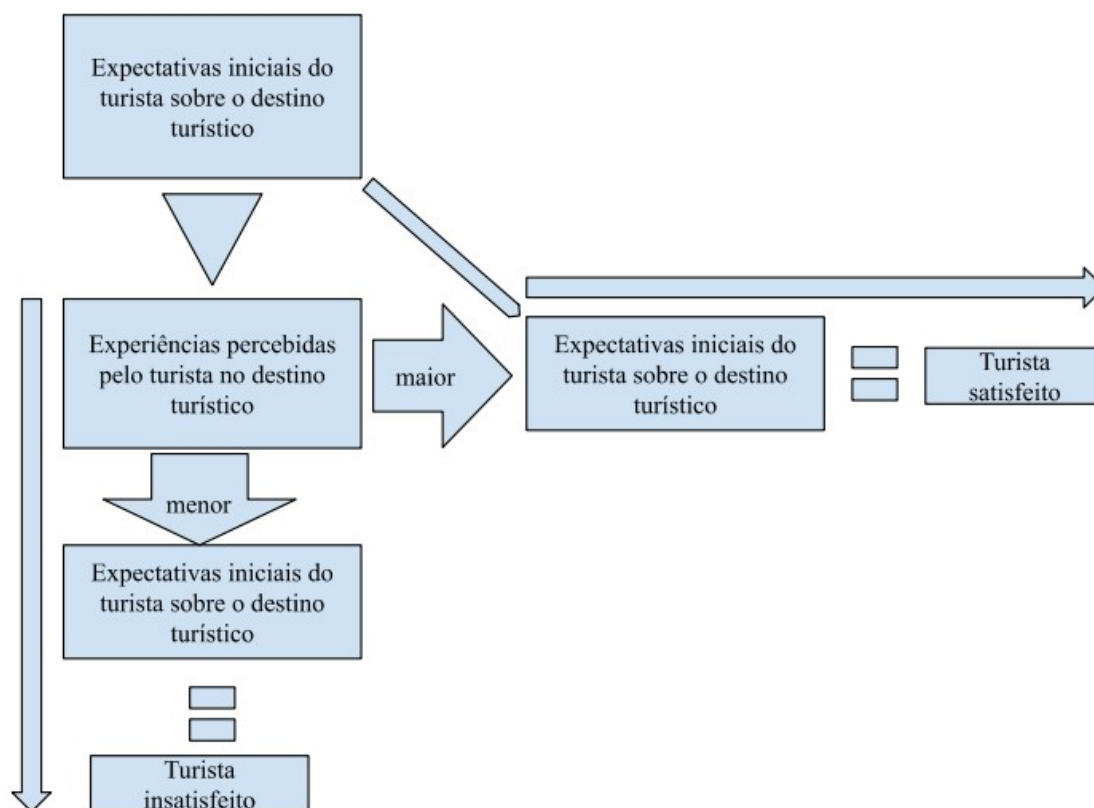 Expectativas iniciais do
turista sobre o destino
turístico
Experiências percebidas
pelo turista no destino
turístico
maior
Expectativas iniciais do
turista sobre o destino
turístico
Turista
satisfeito
menor
Expectativas iniciais do
turista sobre o destino
turístico
Turista
insatisfeito